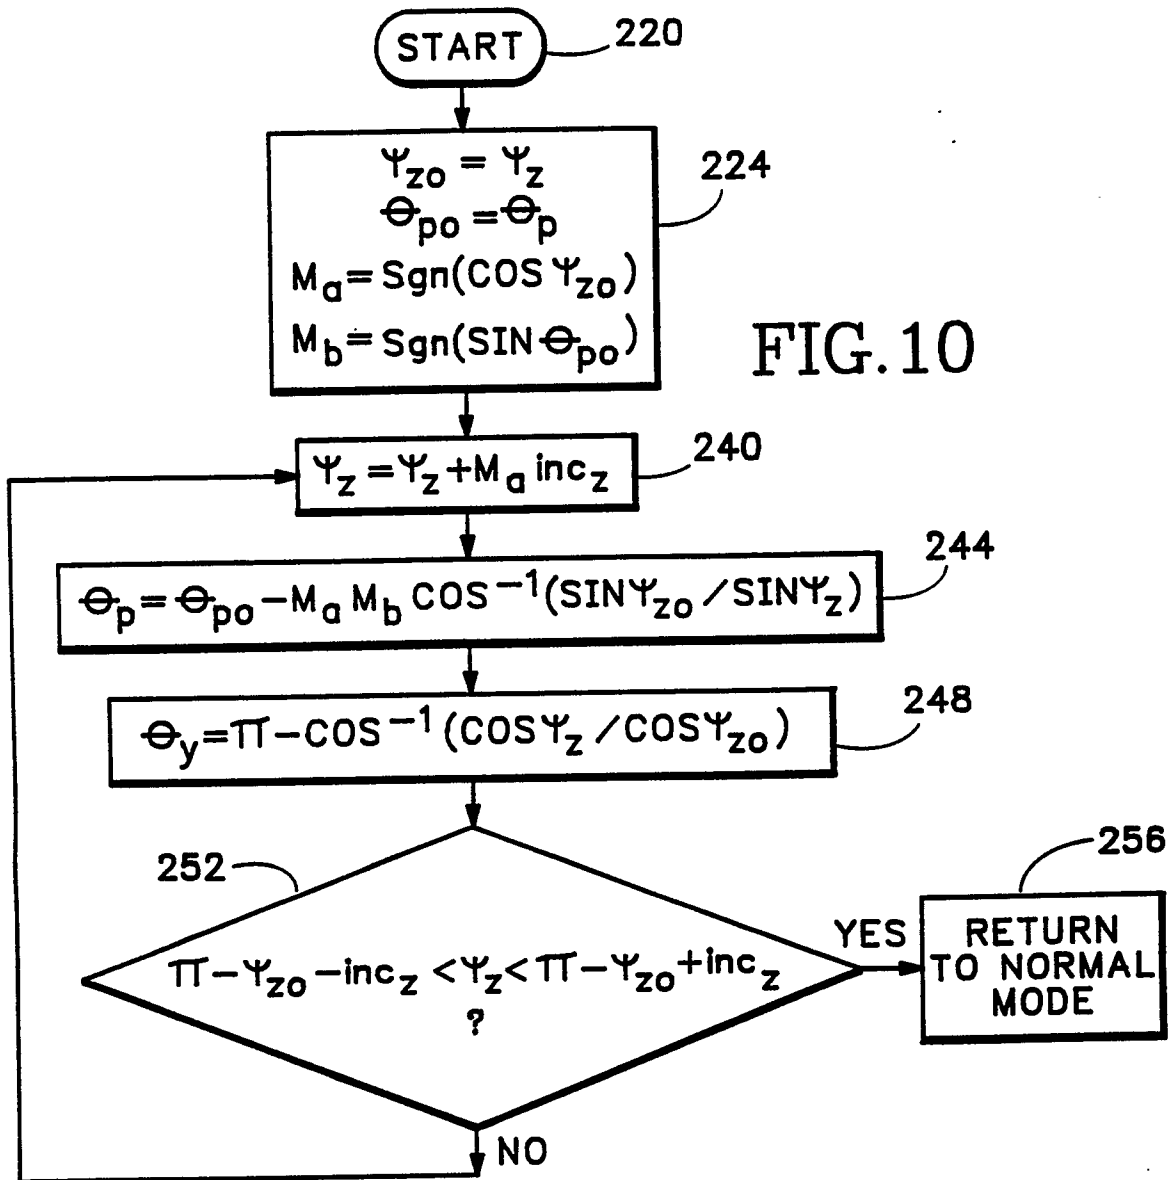 START
220
Ψzo = Ψz
Θpo = Θp
Ma = Sgn(COS Ψzo)
Mb = Sgn(SIN Θpo)
224
FIG. 10
Ψz = Ψz + Ma incz
240
Θp = Θpo − Ma Mb COS⁻¹(SINΨzo / SINΨz)
244
Θy = π − COS⁻¹(COSΨz / COSΨzo)
248
252
π − Ψzo − incz < Ψz < π − Ψzo + incz
?
YES
NO
256
RETURN
TO NORMAL
MODE